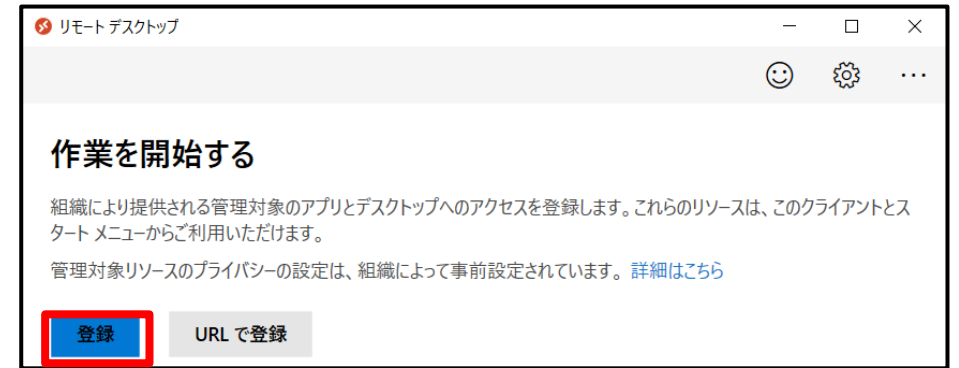 リモート デスクトップ
作業を開始する
組織により提供される管理対象のアプリとデスクトップへのアクセスを登録します。これらのリソースは、このクライアントとス
タート メニューからご利用いただけます。
管理対象リソースのプライバシーの設定は、組織によって事前設定されています。 詳細はこちら
登録
URL で登録